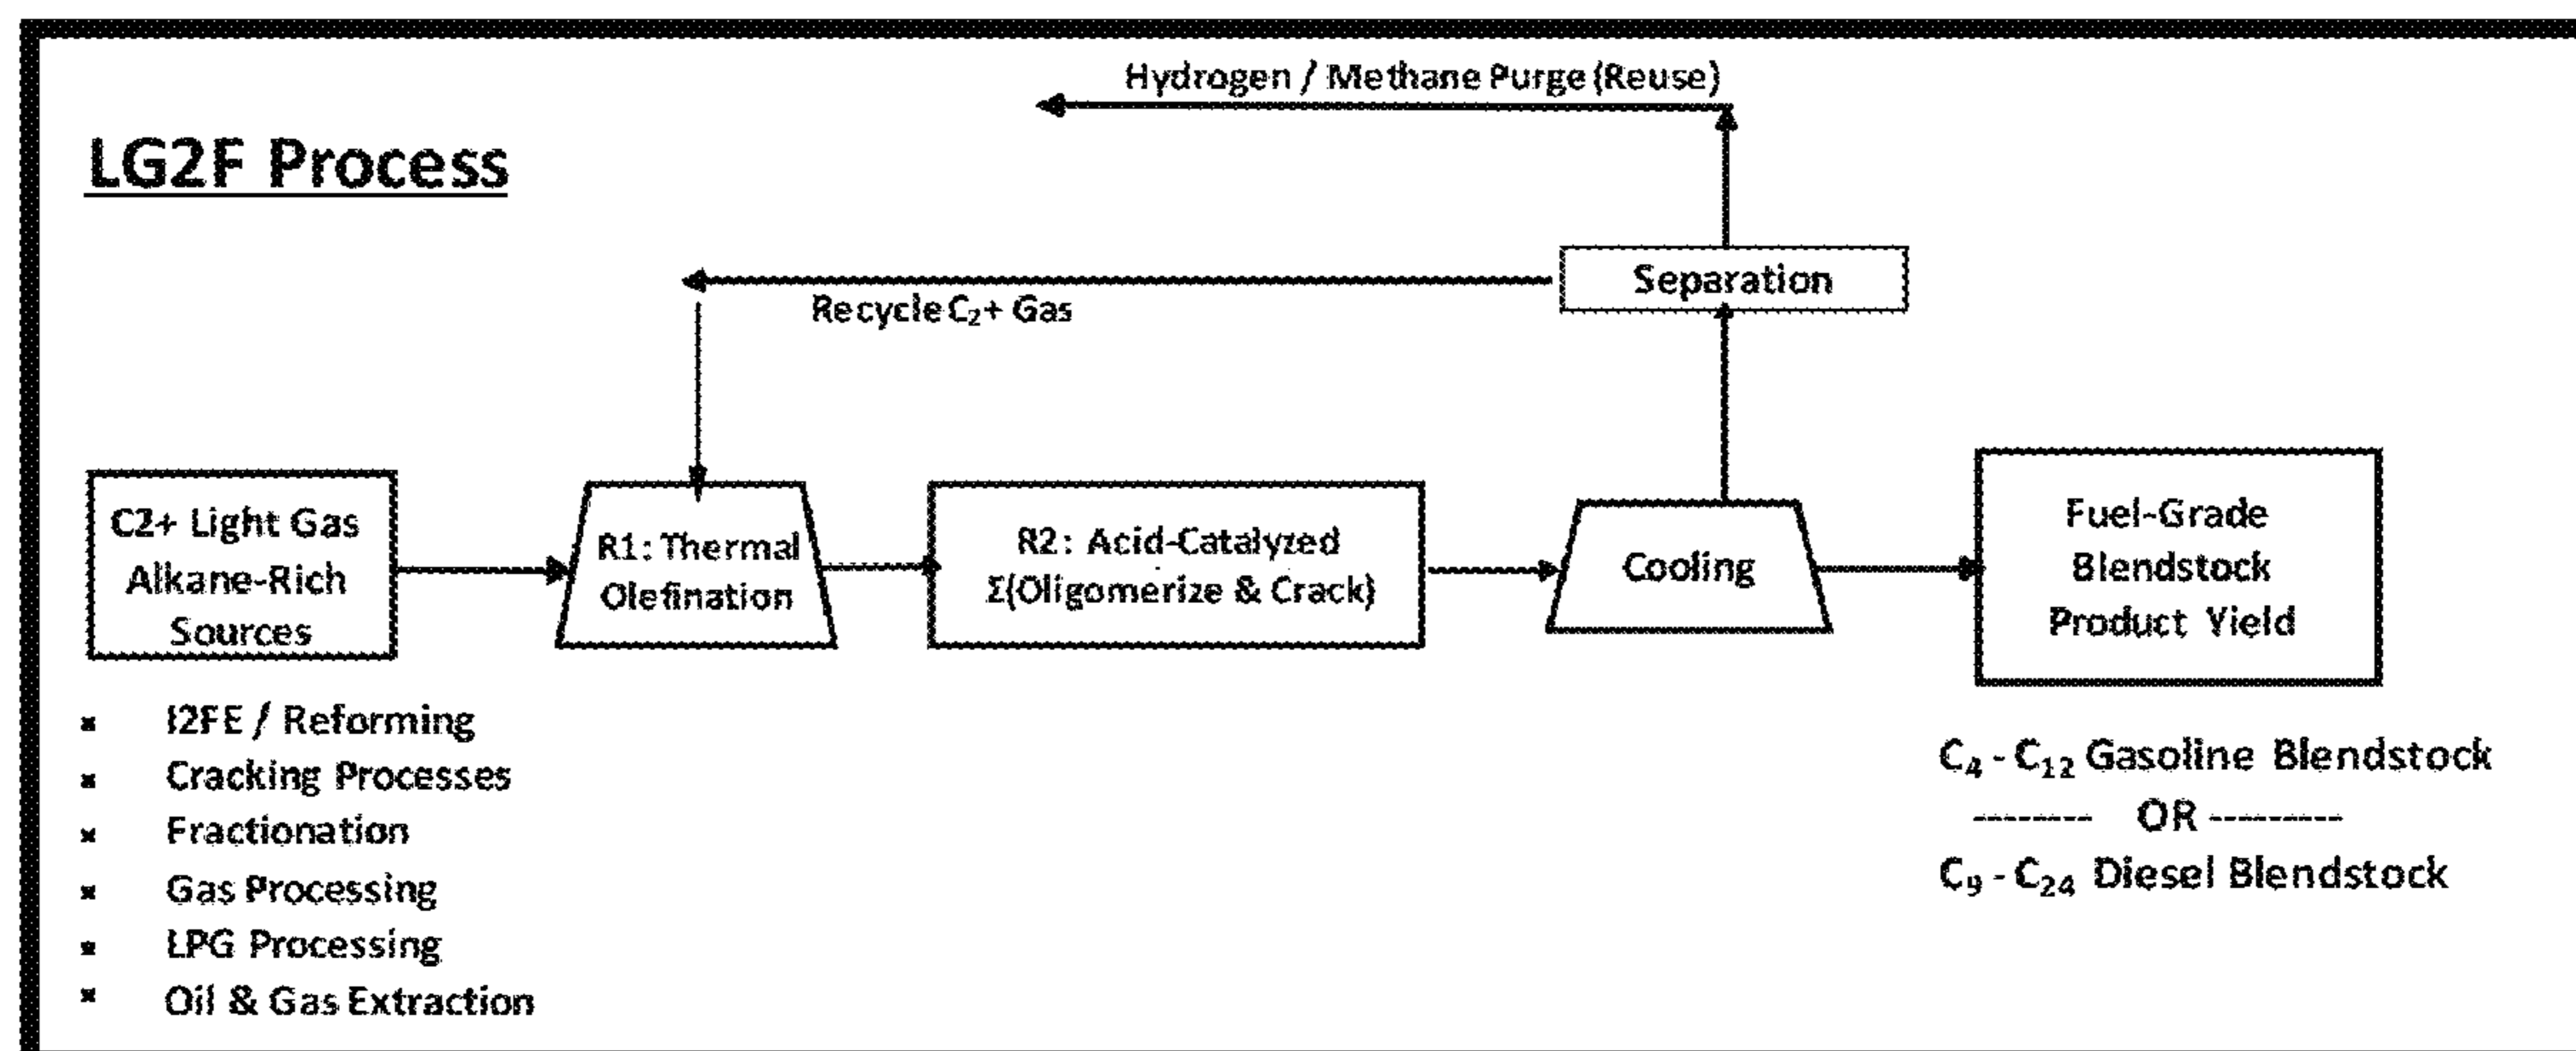 Hydrogen / Methane Purge (Reuse)
LG2F Process
Separation
Recycle C₂+ Gas
C2+ Light Gas
Alkane-Rich
Sources
R1: Thermal
Olefination
R2: Acid-Catalyzed
Σ(Oligomerize & Crack)
Cooling
Fuel-Grade
Blendstock
Product Yield
I2FE / Reforming
Cracking Processes
Fractionation
Gas Processing
LPG Processing
Oil & Gas Extraction
C₄ - C₁₂ Gasoline Blendstock
-------- OR ---------
C₉ - C₂₄ Diesel Blendstock